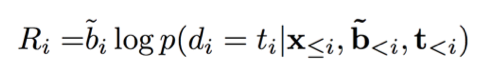 R_i = \tilde{b}_i \log p(d_i = t_i | \mathbf{x}_{\leq i}, \tilde{\mathbf{b}}_{<i}, \mathbf{t}_{<i})